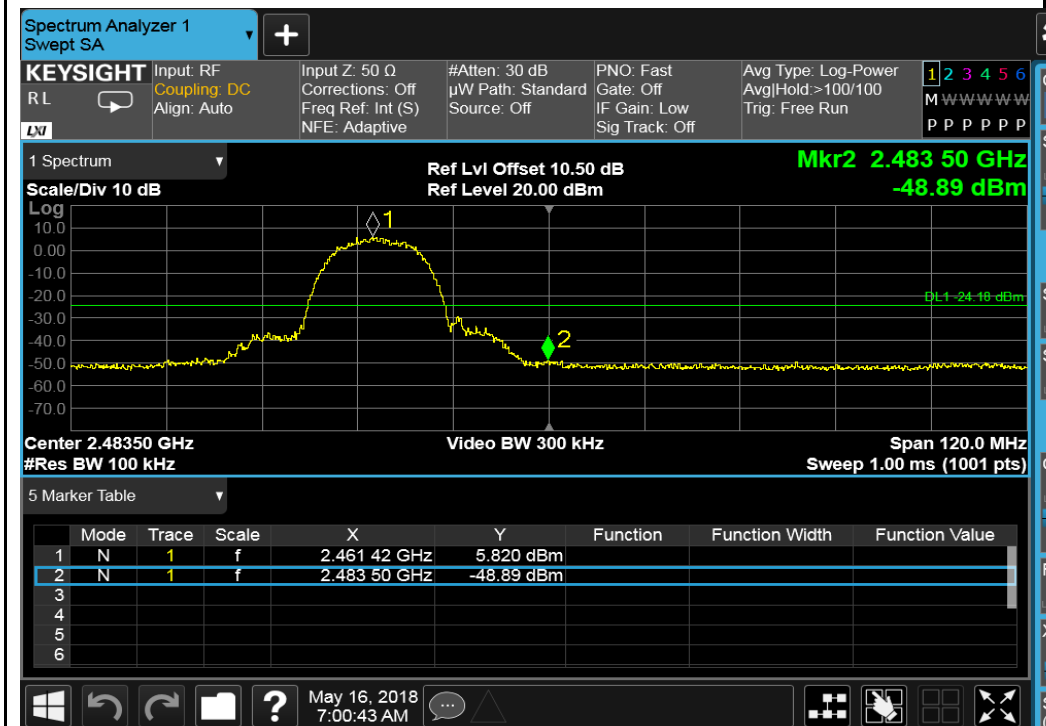 Spectrum Analyzer 1
Swept SA
KEYSIGHT
RL
LXI
Input: RF
Coupling: DC
Align: Auto
Input Z: 50 Ω
Corrections: Off
Freq Ref: Int (S)
NFE: Adaptive
#Atten: 30 dB
µW Path: Standard
Source: Off
PNO: Fast
Gate: Off
IF Gain: Low
Sig Track: Off
Avg Type: Log-Power
Avg|Hold:>100/100
Trig: Free Run
1 2 3 4 5 6
M W W W W W
P P P P P P
1 Spectrum
Scale/Div 10 dB
Ref Lvl Offset 10.50 dB
Ref Level 20.00 dBm
Mkr2 2.483 50 GHz
-48.89 dBm
Log
10.0
0.00
-10.0
-20.0
-30.0
-40.0
-50.0
-60.0
-70.0
1
2
DL1 -24.18 dBm
Center 2.48350 GHz
#Res BW 100 kHz
Video BW 300 kHz
Span 120.0 MHz
Sweep 1.00 ms (1001 pts)
5 Marker Table
Mode Trace Scale X Y Function Function Width Function Value
1 N 1 f 2.461 42 GHz 5.820 dBm
2 N 1 f 2.483 50 GHz -48.89 dBm
3
4
5
6
?
May 16, 2018
7:00:43 AM